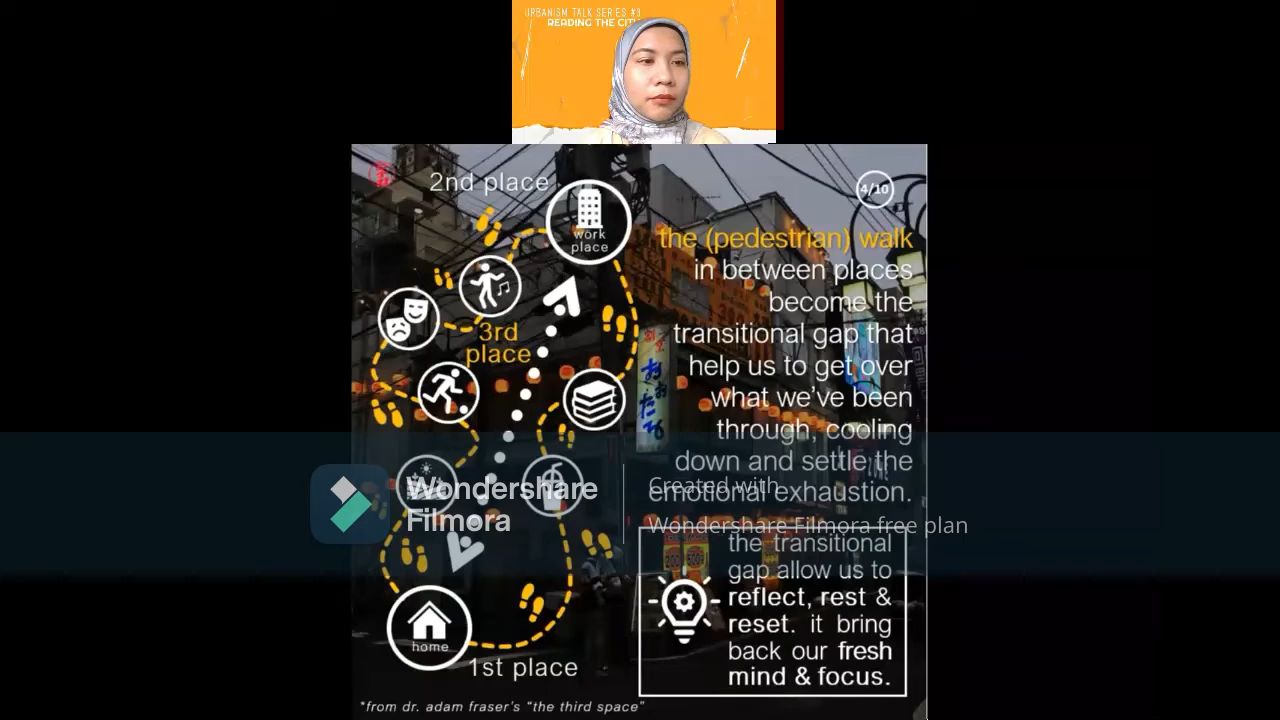 URBANISM TALK SERIES #3
READING THE CITY
2nd place
4/10
work
place
the (pedestrian) walk
in between places
become the
transitional gap that
help us to get over
what we've been
through, cooling
down and settle the
emotional exhaustion.
3rd
place
Wondershare
Filmora
Created with
Wondershare Filmora free plan
the transitional
gap allow us to
reflect, rest &
reset. it bring
back our fresh
mind & focus.
home
1st place
*from dr. adam fraser's "the third space"